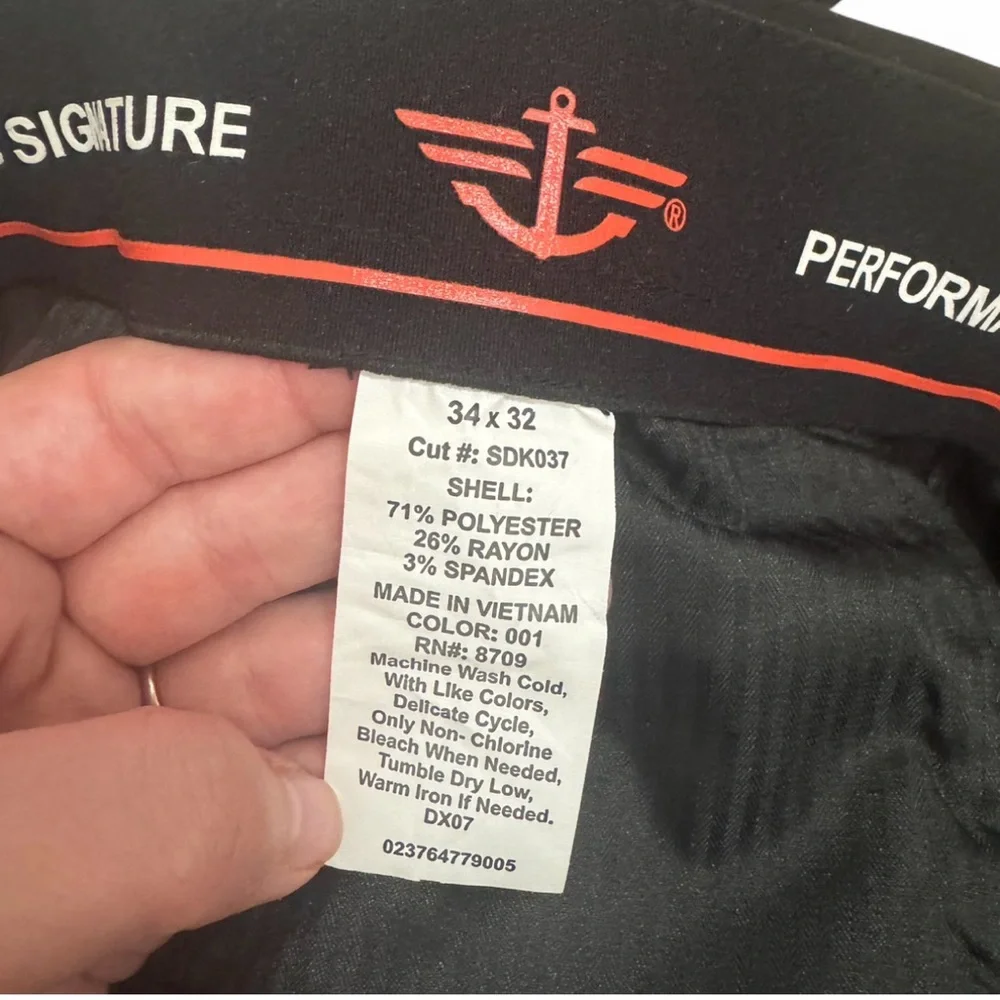 SIGNATURE
®
PERFORMA
34 x 32
Cut #: SDK037
SHELL:
71% POLYESTER
26% RAYON
3% SPANDEX
MADE IN VIETNAM
COLOR: 001
RN#: 8709
Machine Wash Cold,
With Like Colors,
Delicate Cycle,
Only Non- Chlorine
Bleach When Needed,
Tumble Dry Low,
Warm Iron If Needed.
DX07
023764779005